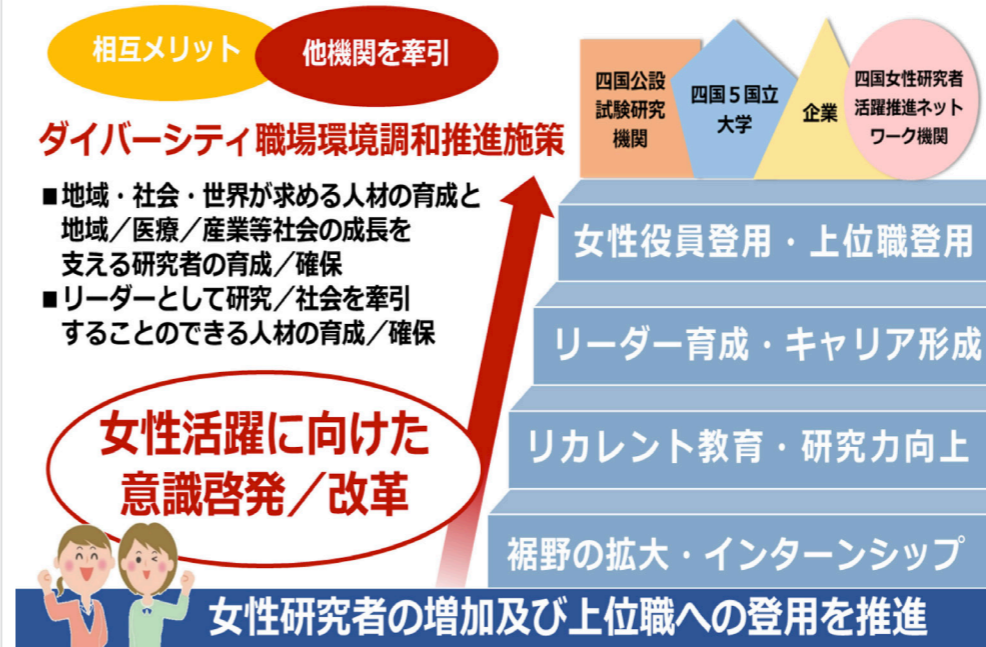 相互メリット
他機関を牽引
ダイバーシティ職場環境調和推進施策
■地域・社会・世界が求める人材の育成と
地域／医療／産業等社会の成長を
支える研究者の育成／確保
■リーダーとして研究／社会を牽引
することのできる人材の育成／確保
女性活躍に向けた
意識啓発／改革
四国公設
試験研究
機関
四国５国立
大学
企業
四国女性研究者
活躍推進ネット
ワーク機関
女性役員登用・上位職登用
リーダー育成・キャリア形成
リカレント教育・研究力向上
裾野の拡大・インターンシップ
女性研究者の増加及び上位職への登用を推進